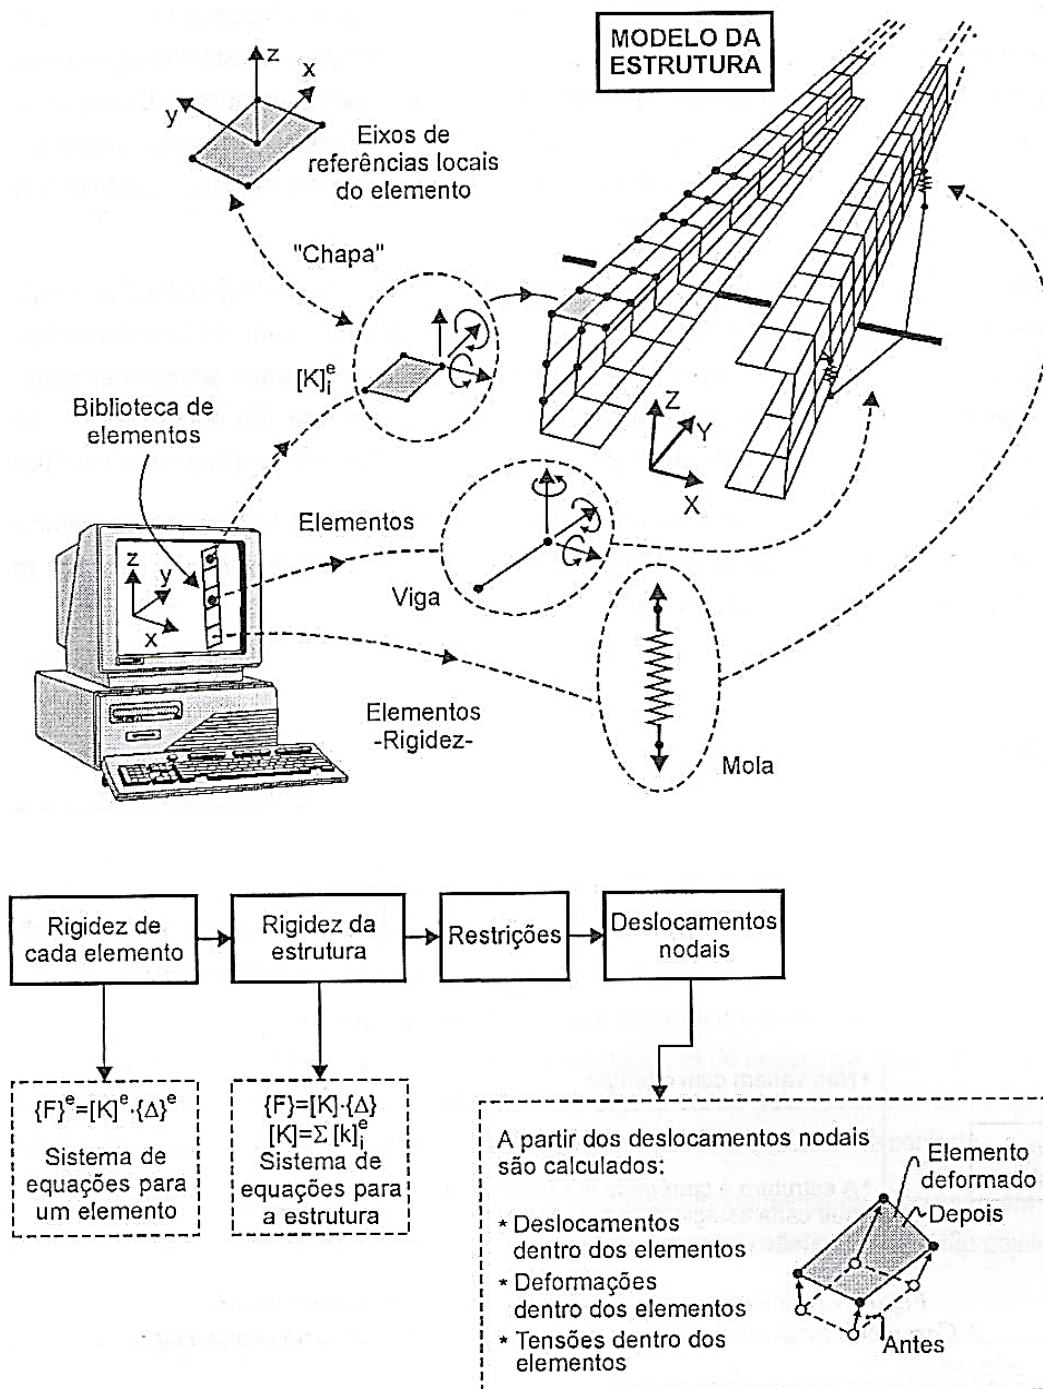 MODELO DA
ESTRUTURA
z
x
y
Eixos de
referências locais
do elemento
"Chapa"
[K]i^e
Biblioteca de
elementos
Z
Y
X
Elementos
z
y
x
Viga
Elementos
-Rigidez-
Mola
Rigidez de
cada elemento
Rigidez da
estrutura
Restrições
Deslocamentos
nodais
{F}^e=[K]^e·{Δ}^e
Sistema de
equações para
um elemento
{F}=[K]·{Δ}
[K]=Σ [k]i^e
Sistema de
equações para
a estrutura
A partir dos deslocamentos nodais
são calculados:
* Deslocamentos
dentro dos elementos
* Deformações
dentro dos elementos
* Tensões dentro dos
elementos
Elemento
deformado
Depois
Antes